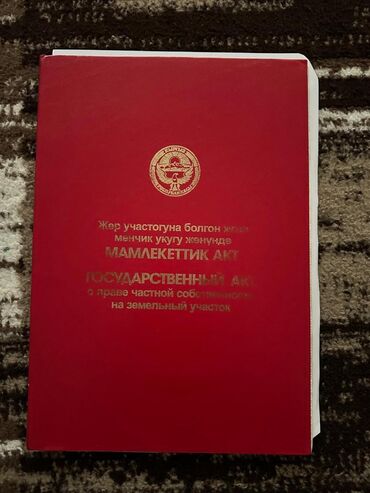 Жер участогуна болгон жеке
менчик укугу жөнүндө
МАМЛЕКЕТТИК АКТ
ГОСУДАРСТВЕННЫЙ АКТ
о праве частной собственности
на земельный участок